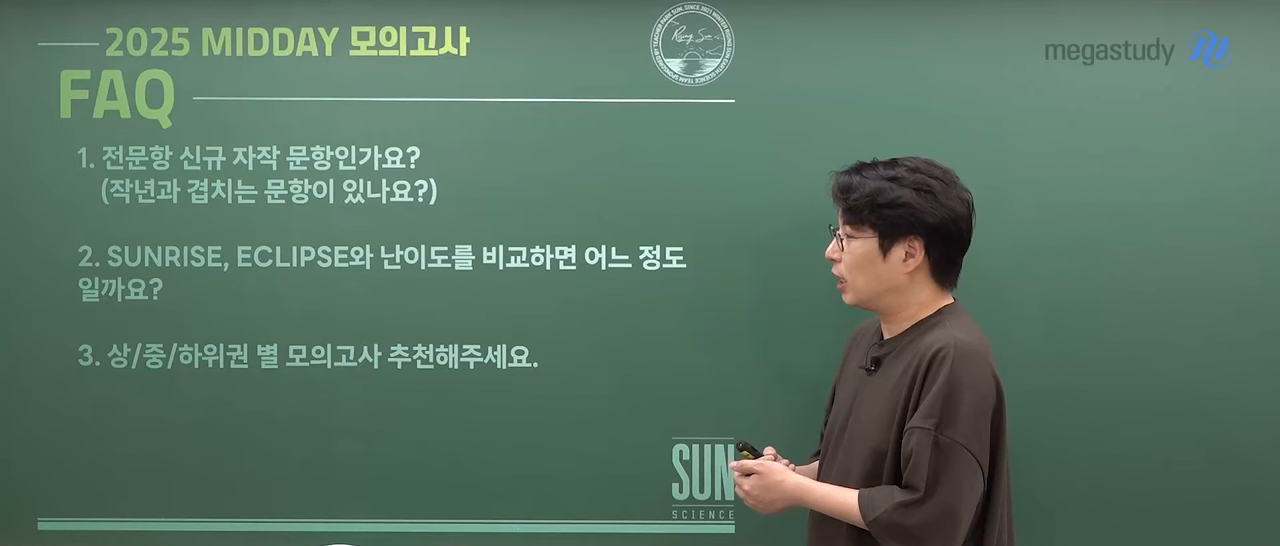 2025 MIDDAY 모의고사
FAQ
megastudy
1. 전문항 신규 자작 문항인가요?
(작년과 겹치는 문항이 있나요?)
2. SUNRISE, ECLIPSE와 난이도를 비교하면 어느 정도
일까요?
3. 상/중/하위권 별 모의고사 추천해주세요.
SUN
SCIENCE